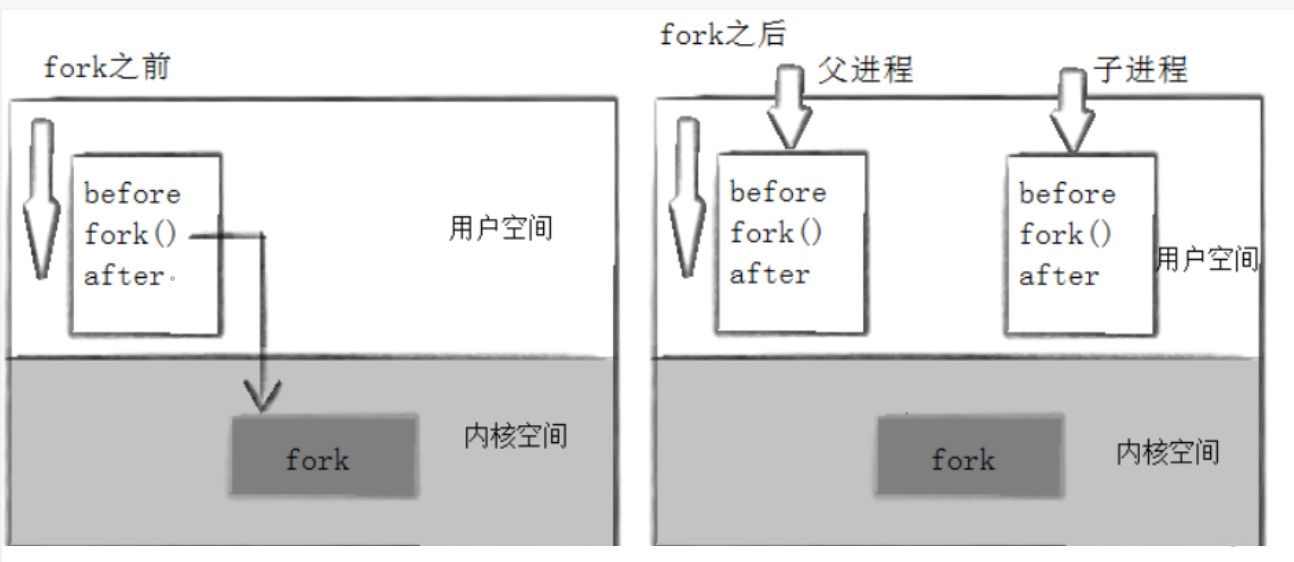 fork之前
before
fork()
after。
用户空间
内核空间
fork
fork之后
父进程
子进程
before
fork()
after
before
fork()
after
用户空间
内核空间
fork